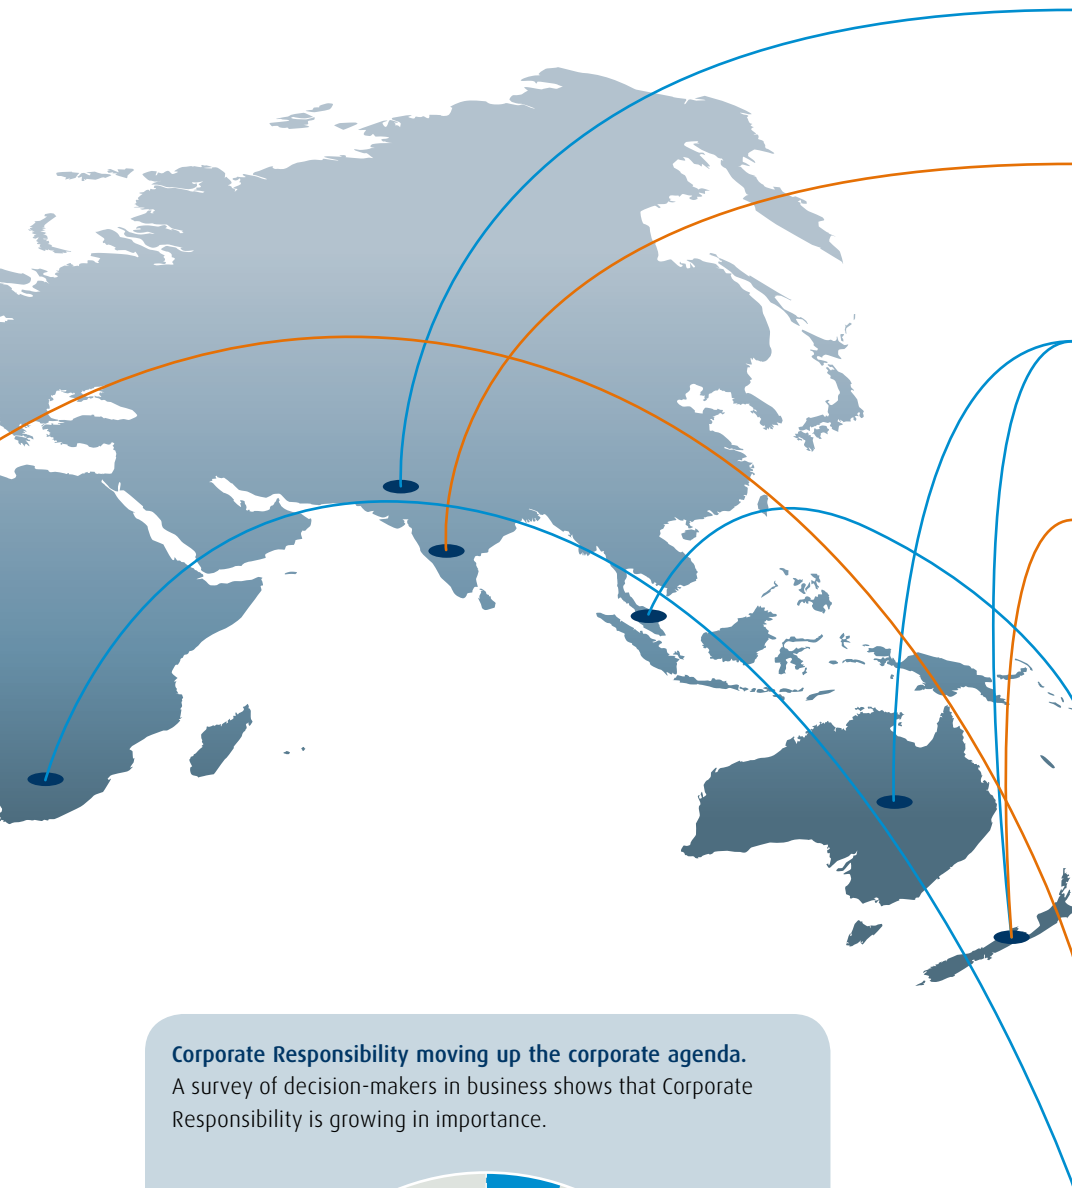 Corporate Responsibility moving up the corporate agenda.
A survey of decision-makers in business shows that Corporate
Responsibility is growing in importance.